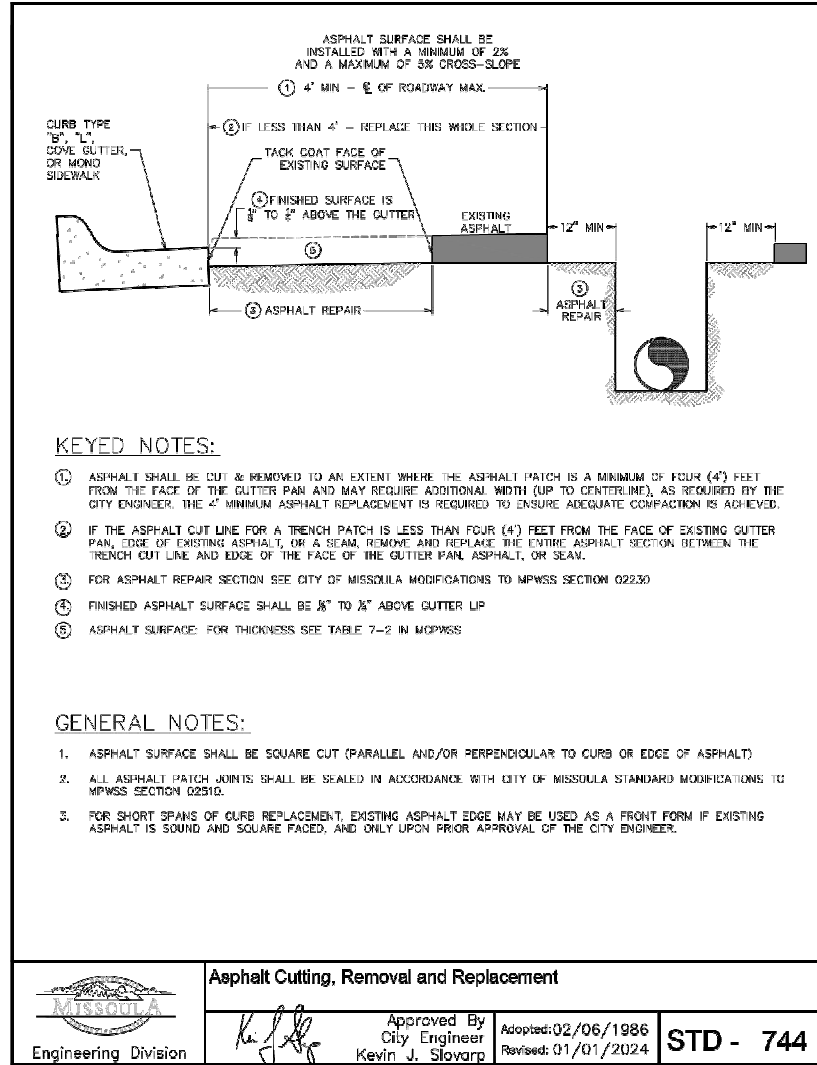 ASPHALT SURFACE SHALL BE
INSTALLED WITH A MINIMUM OF 2%
AND A MAXIMUM OF 5% CROSS-SLOPE
1 4' MIN - ℄ OF ROADWAY MAX.
CURB TYPE
"B", "L",
COVE GUTTER,
OR MONO
SIDEWALK
2 IF LESS THAN 4' - REPLACE THIS WHOLE SECTION
TACK COAT FACE OF
EXISTING SURFACE
4 FINISHED SURFACE IS
TO ABOVE THE GUTTER
EXISTING
ASPHALT
12" MIN
12" MIN
5
3 ASPHALT REPAIR
3
ASPHALT
REPAIR
KEYED NOTES:
1. ASPHALT SHALL BE CUT & REMOVED TO AN EXTENT WHERE THE ASPHALT PATCH IS A MINIMUM OF FOUR (4') FEET
FROM THE FACE OF THE GUTTER PAN AND MAY REQUIRE ADDITIONAL WIDTH (UP TO CENTERLINE), AS REQUIRED BY THE
CITY ENGINEER. THE 4' MINIMUM ASPHALT REPLACEMENT IS REQUIRED TO ENSURE ADEQUATE COMPACTION IS ACHIEVED.
2 IF THE ASPHALT CUT LINE FOR A TRENCH PATCH IS LESS THAN FOUR (4') FEET FROM THE FACE OF EXISTING GUTTER
PAN, EDGE OF EXISTING ASPHALT, OR A SEAM, REMOVE AND REPLACE THE ENTIRE ASPHALT SECTION BETWEEN THE
TRENCH CUT LINE AND EDGE OF THE FACE OF THE GUTTER PAN, ASPHALT, OR SEAM.
3 FOR ASPHALT REPAIR SECTION SEE CITY OF MISSOULA MODIFICATIONS TO MPWSS SECTION 02230
4 FINISHED ASPHALT SURFACE SHALL BE TO ABOVE GUTTER LIP
5 ASPHALT SURFACE: FOR THICKNESS SEE TABLE 7-2 IN MCPWSS
GENERAL NOTES:
1. ASPHALT SURFACE SHALL BE SQUARE CUT (PARALLEL AND/OR PERPENDICULAR TO CURB OR EDGE OF ASPHALT)
2. ALL ASPHALT PATCH JOINTS SHALL BE SEALED IN ACCORDANCE WITH CITY OF MISSOULA STANDARD MODIFICATIONS TO
MPWSS SECTION 02510.
3. FOR SHORT SPANS OF CURB REPLACEMENT, EXISTING ASPHALT EDGE MAY BE USED AS A FRONT FORM IF EXISTING
ASPHALT IS SOUND AND SQUARE FACED, AND ONLY UPON PRIOR APPROVAL OF THE CITY ENGINEER.
MISSOULA
Engineering Division
Asphalt Cutting, Removal and Replacement
Approved By
City Engineer
Kevin J. Slovarp
Adopted: 02/06/1986
Revised: 01/01/2024
STD - 744